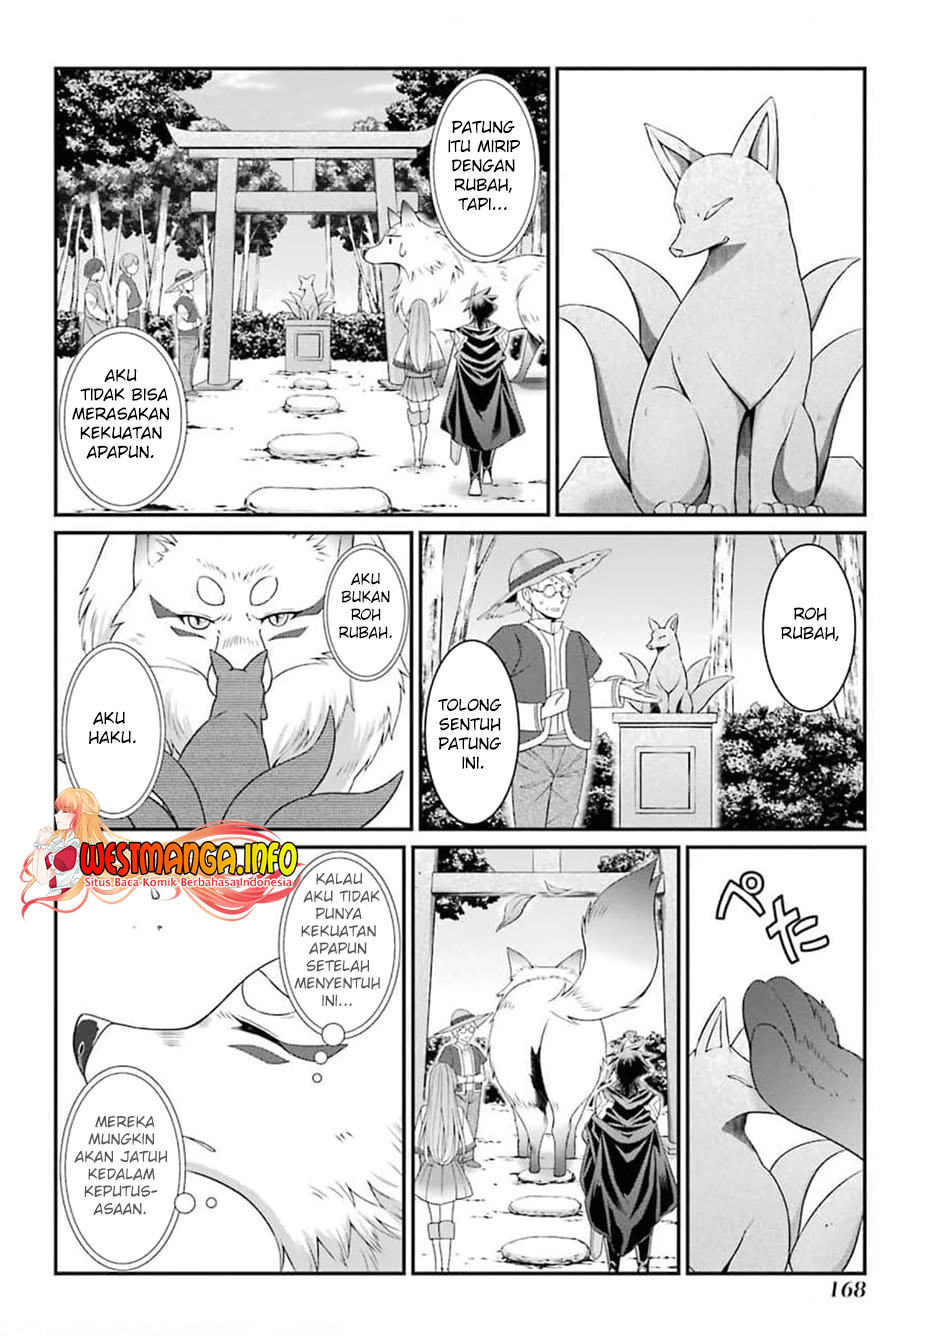 PATUNG
ITU MIRIP
DENGAN
RUBAH,
TAPI...
AKU
TIDAK BISA
MERASAKAN
KEKUATAN
APAPUN.
ROH
RUBAH,
TOLONG
SENTUH
PATUNG
INI.
AKU
BUKAN
ROH
RUBAH.
AKU
HAKU.
WESTMANGA.INFO
Situs Baca Komik Berbahasa Indonesia
ペたっ
KALAU
AKU TIDAK
PUNYA
KEKUATAN
APAPUN
SETELAH
MENYENTUH
INI...
MEREKA
MUNGKIN
AKAN JATUH
KEDALAM
KEPUTUS-
ASAAN.
168